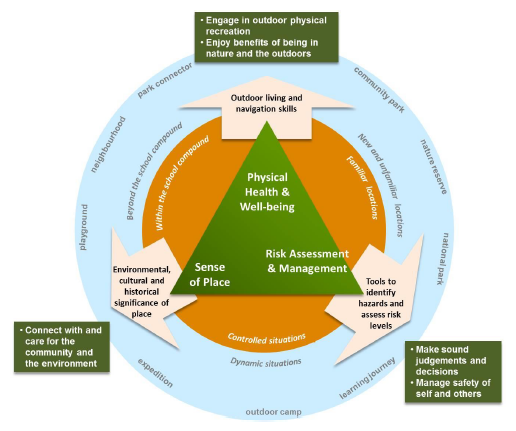 • Engage in outdoor physical
recreation
• Enjoy benefits of being in
nature and the outdoors
park connector
community park
Outdoor living and
navigation skills
neighbourhood
nature reserve
Beyond the school compound
Within the school compound
New and unfamiliar locations
Familiar locations
Physical
Health &
Well-being
playground
national park
Risk Assessment
& Management
Sense
of Place
Environmental,
cultural and
historical
significance of
place
Tools to
identify
hazards and
assess risk
levels
• Connect with and
care for the
community and
the environment
Controlled situations
Dynamic situations
• Make sound
judgements and
decisions
• Manage safety of
self and others
expedition
learning journey
outdoor camp